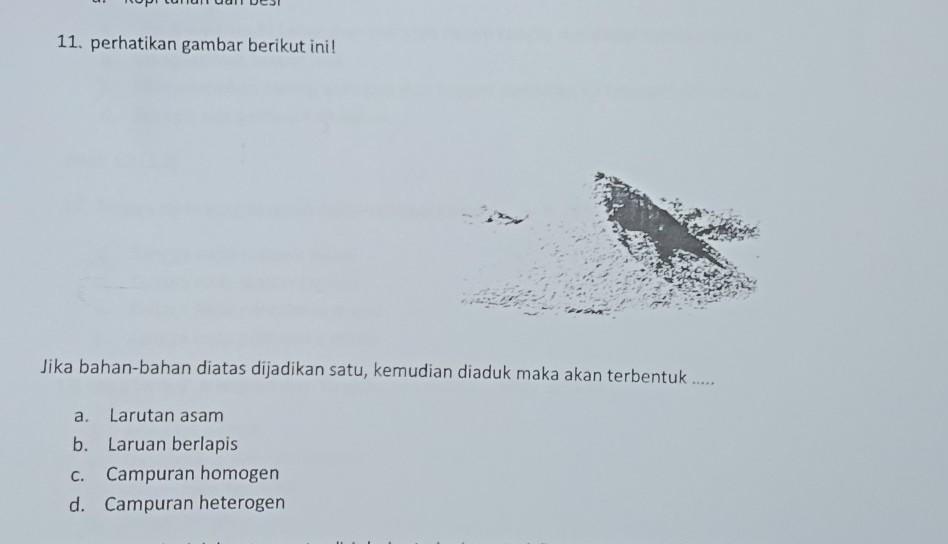 11. perhatikan gambar berikut ini!
Jika bahan-bahan diatas dijadikan satu, kemudian diaduk maka akan terbentuk .....
a. Larutan asam
b. Laruan berlapis
c. Campuran homogen
d. Campuran heterogen